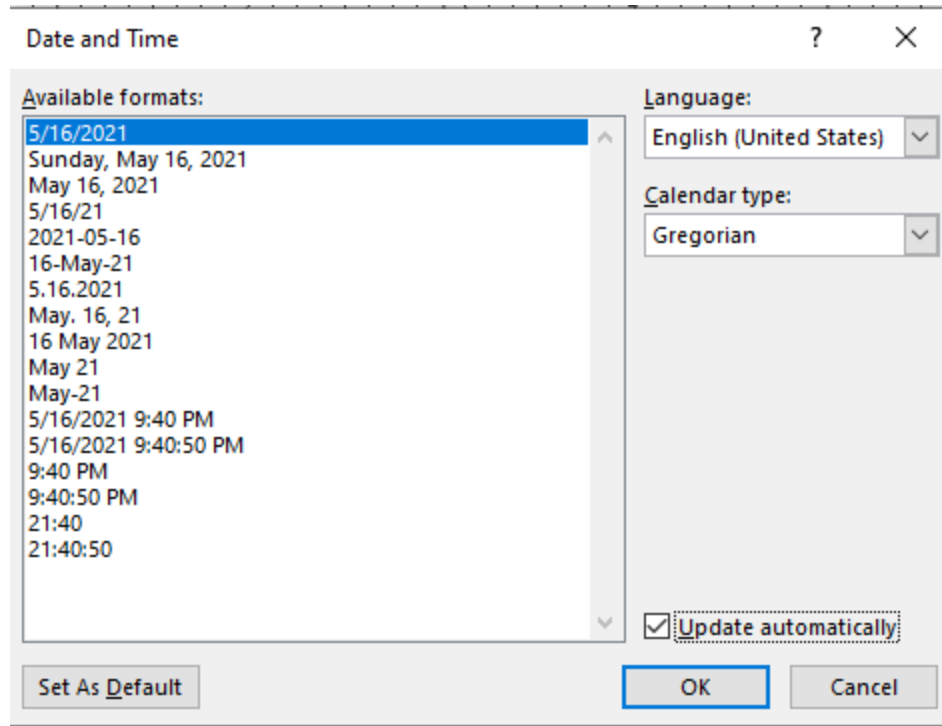 Date and Time
?
Available formats:
5/16/2021
Sunday, May 16, 2021
May 16, 2021
5/16/21
2021-05-16
16-May-21
5.16.2021
May. 16, 21
16 May 2021
May 21
May-21
5/16/2021 9:40 PM
5/16/2021 9:40:50 PM
9:40 PM
9:40:50 PM
21:40
21:40:50
Language:
English (United States)
Calendar type:
Gregorian
Update automatically
Set As Default
OK
Cancel